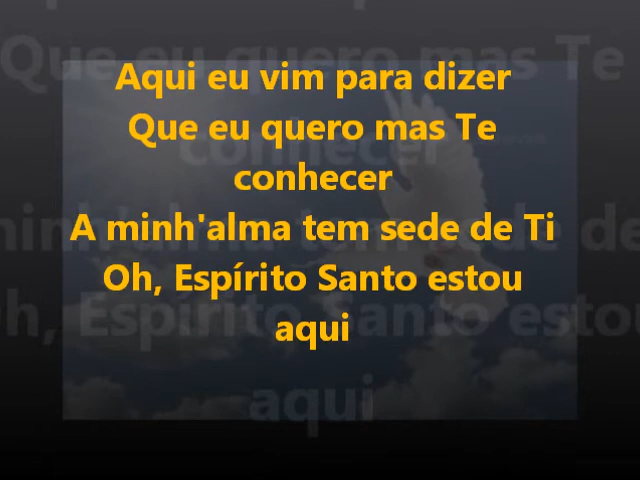 Aqui eu vim para dizer
Que eu quero mas Te
conhecer
A minh'alma tem sede de Ti
Oh, Espírito Santo estou
aqui